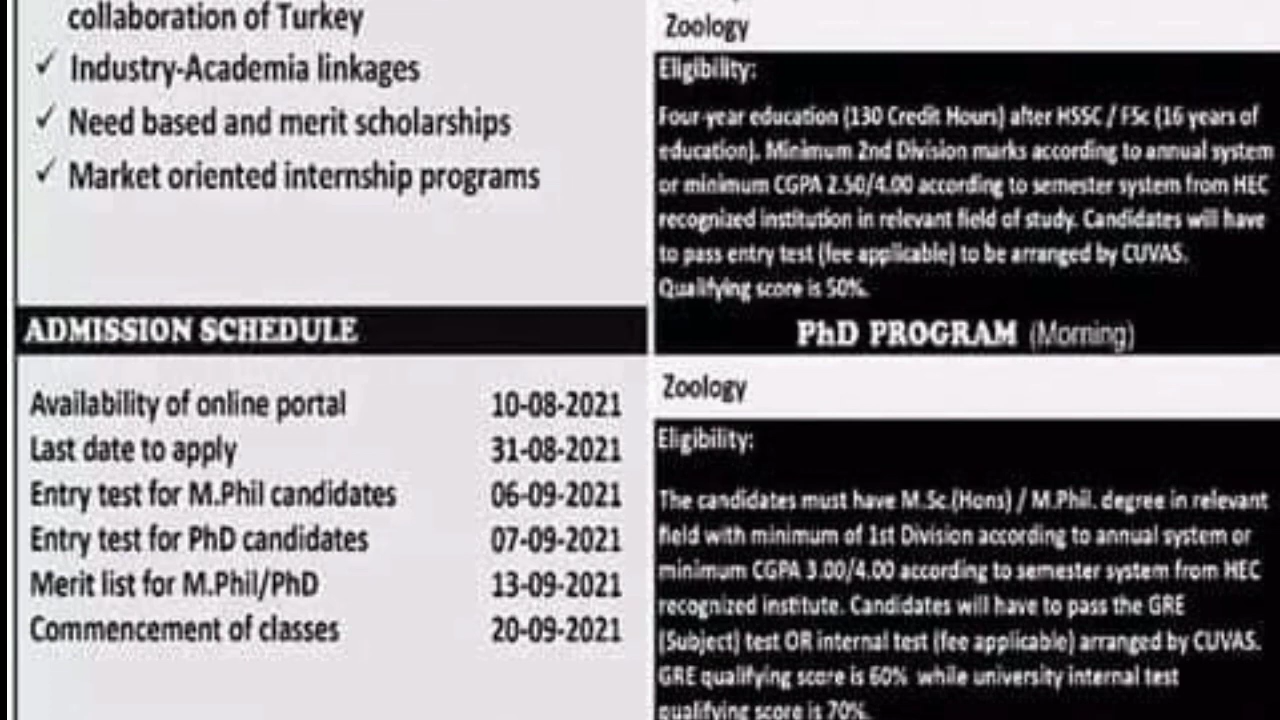 collaboration of Turkey
✓ Industry-Academia linkages
✓ Need based and merit scholarships
✓ Market oriented internship programs
ADMISSION SCHEDULE
Availability of online portal 10-08-2021
Last date to apply 31-08-2021
Entry test for M.Phil candidates 06-09-2021
Entry test for PhD candidates 07-09-2021
Merit list for M.Phil/PhD 13-09-2021
Commencement of classes 20-09-2021
Zoology
Eligibility:
Four-year education (130 Credit Hours) after HSSC / FSc (16 years of
education). Minimum 2nd Division marks according to annual system
or minimum CGPA 2.50/4.00 according to semester system from HEC
recognized institution in relevant field of study. Candidates will have
to pass entry test (fee applicable) to be arranged by CUVAS.
Qualifying score is 50%.
PhD PROGRAM (Morning)
Zoology
Eligibility:
The candidates must have M.Sc.(Hons) / M.Phil. degree in relevant
field with minimum of 1st Division according to annual system or
minimum CGPA 3.00/4.00 according to semester system from HEC
recognized institute. Candidates will have to pass the GRE
(Subject) test OR internal test (fee applicable) arranged by CUVAS.
GRE qualifying score is 60% while university internal test
qualifying score is 70%.